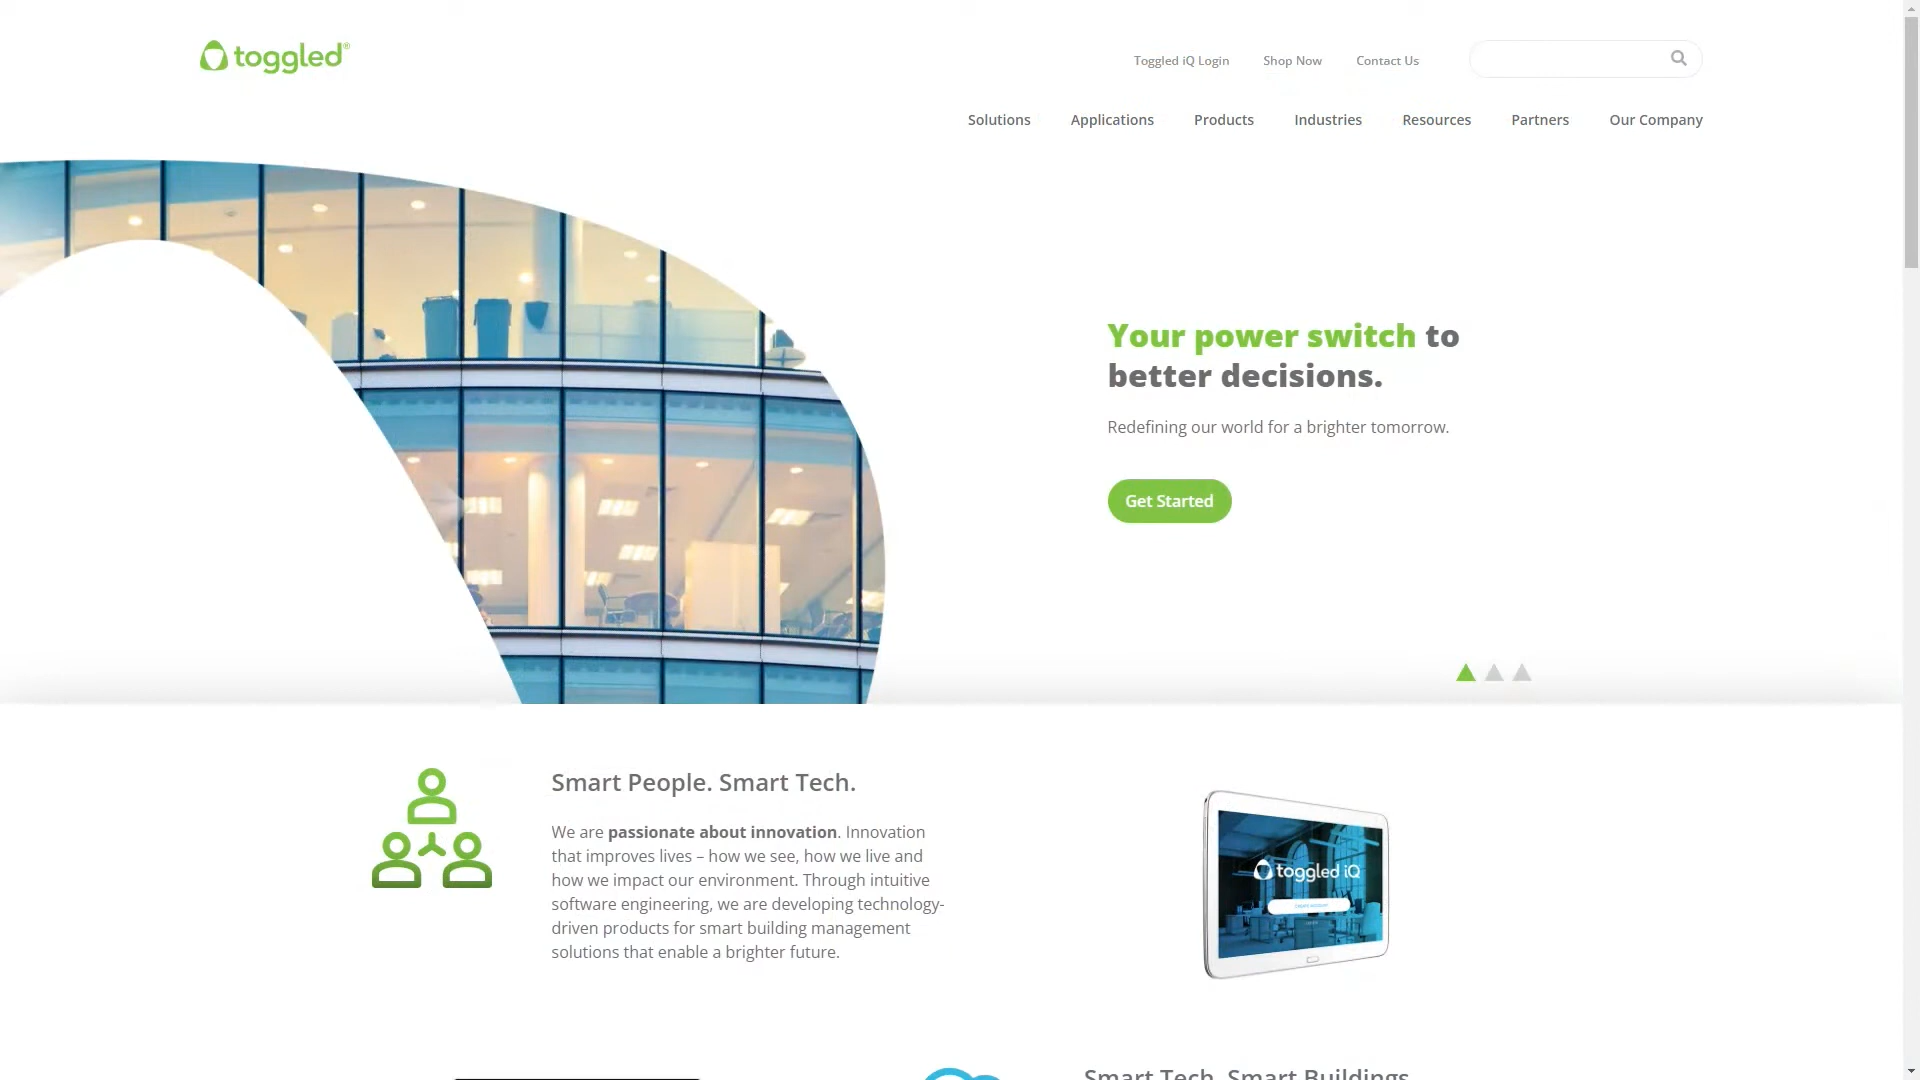 toggled®
Toggled iQ Login
Shop Now
Contact Us
Solutions
Applications
Products
Industries
Resources
Partners
Our Company
Your power switch to
better decisions.
Redefining our world for a brighter tomorrow.
Get Started
Smart People. Smart Tech.
We are passionate about innovation. Innovation
that improves lives – how we see, how we live and
how we impact our environment. Through intuitive
software engineering, we are developing technology-
driven products for smart building management
solutions that enable a brighter future.
toggled iQ
Smart Tech. Smart Buildings